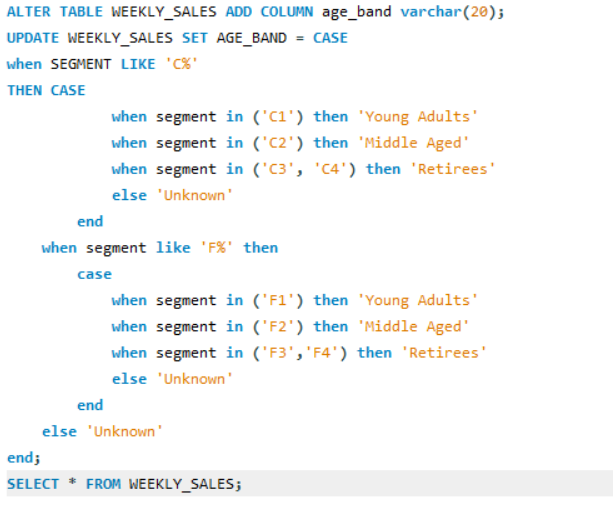 ALTER TABLE WEEKLY_SALES ADD COLUMN age_band varchar(20);
UPDATE WEEKLY_SALES SET AGE_BAND = CASE
when SEGMENT LIKE 'C%'
THEN CASE
when segment in ('C1') then 'Young Adults'
when segment in ('C2') then 'Middle Aged'
when segment in ('C3', 'C4') then 'Retirees'
else 'Unknown'
end
when segment like 'F%' then
case
when segment in ('F1') then 'Young Adults'
when segment in ('F2') then 'Middle Aged'
when segment in ('F3','F4') then 'Retirees'
else 'Unknown'
end
else 'Unknown'
end;
SELECT * FROM WEEKLY_SALES;